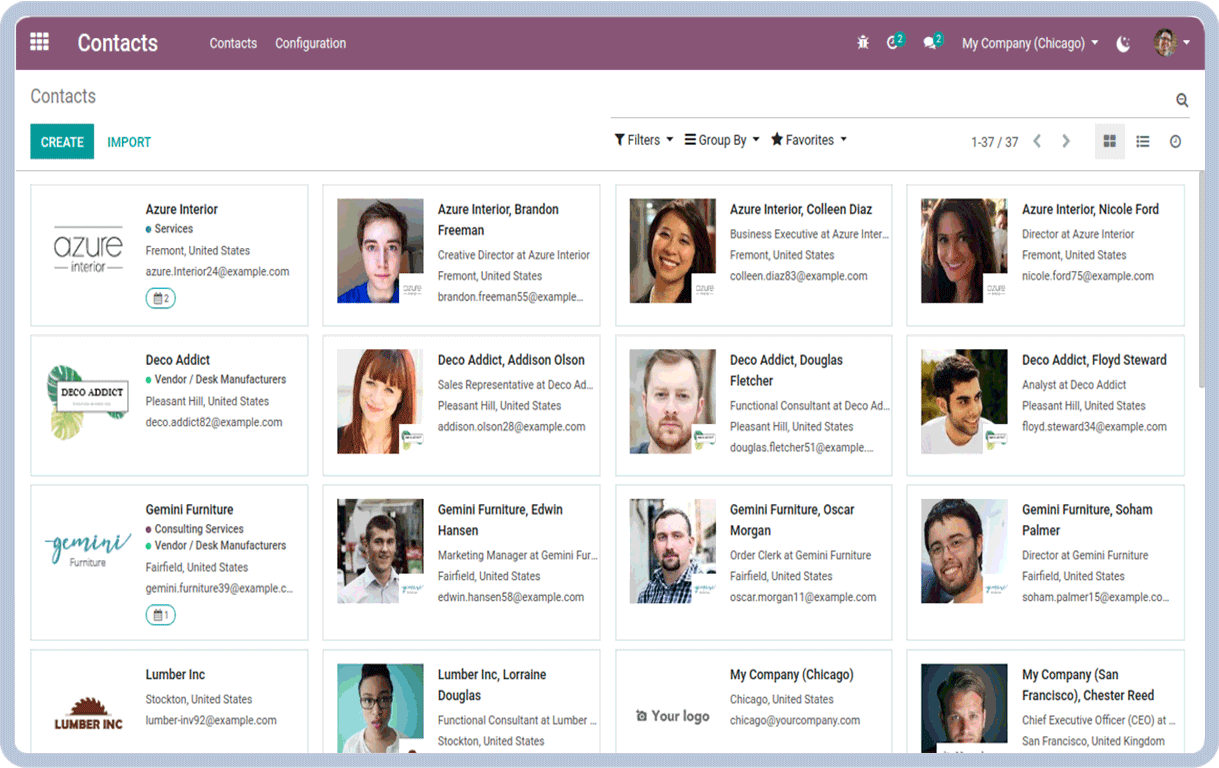 Contacts
Contacts
Configuration
2
2
My Company (Chicago)
Contacts
CREATE
IMPORT
Filters
Group By
Favorites
1-37 / 37
azure
interior
Azure Interior
Services
Fremont, United States
azure.Interior24@example.com
2
azure
Azure Interior, Brandon
Freeman
Creative Director at Azure Interior
Fremont, United States
brandon.freeman55@example...
azure
Azure Interior, Colleen Diaz
Business Executive at Azure Inter...
Fremont, United States
colleen.diaz83@example.com
azure
Azure Interior, Nicole Ford
Director at Azure Interior
Fremont, United States
nicole.ford75@example.com
DECO ADDICT
Deco Addict
Vendor / Desk Manufacturers
Pleasant Hill, United States
deco.addict82@example.com
DECO ADDICT
Deco Addict, Addison Olson
Sales Representative at Deco Ad...
Pleasant Hill, United States
addison.olson28@example.com
DECO ADDICT
Deco Addict, Douglas
Fletcher
Functional Consultant at Deco Ad...
Pleasant Hill, United States
douglas.fletcher51@example....
DECO ADDICT
Deco Addict, Floyd Steward
Analyst at Deco Addict
Pleasant Hill, United States
floyd.steward34@example.com
gemini
Furniture
Gemini Furniture
Consulting Services
Vendor / Desk Manufacturers
Fairfield, United States
gemini.furniture39@example.c...
1
gemini
Gemini Furniture, Edwin
Hansen
Marketing Manager at Gemini Fur...
Fairfield, United States
edwin.hansen58@example.com
gemini
Gemini Furniture, Oscar
Morgan
Order Clerk at Gemini Furniture
Fairfield, United States
oscar.morgan11@example.com
gemini
Gemini Furniture, Soham
Palmer
Director at Gemini Furniture
Fairfield, United States
soham.palmer15@example.co...
LUMBER INC
Lumber Inc
Stockton, United States
lumber-inv92@example.com
Lumber Inc, Lorraine
Douglas
Functional Consultant at Lumber ...
Stockton, United States
Your logo
My Company (Chicago)
Chicago, United States
chicago@yourcompany.com
My Company (San
Francisco), Chester Reed
Chief Executive Officer (CEO) at ...
San Francisco, United Kingdom